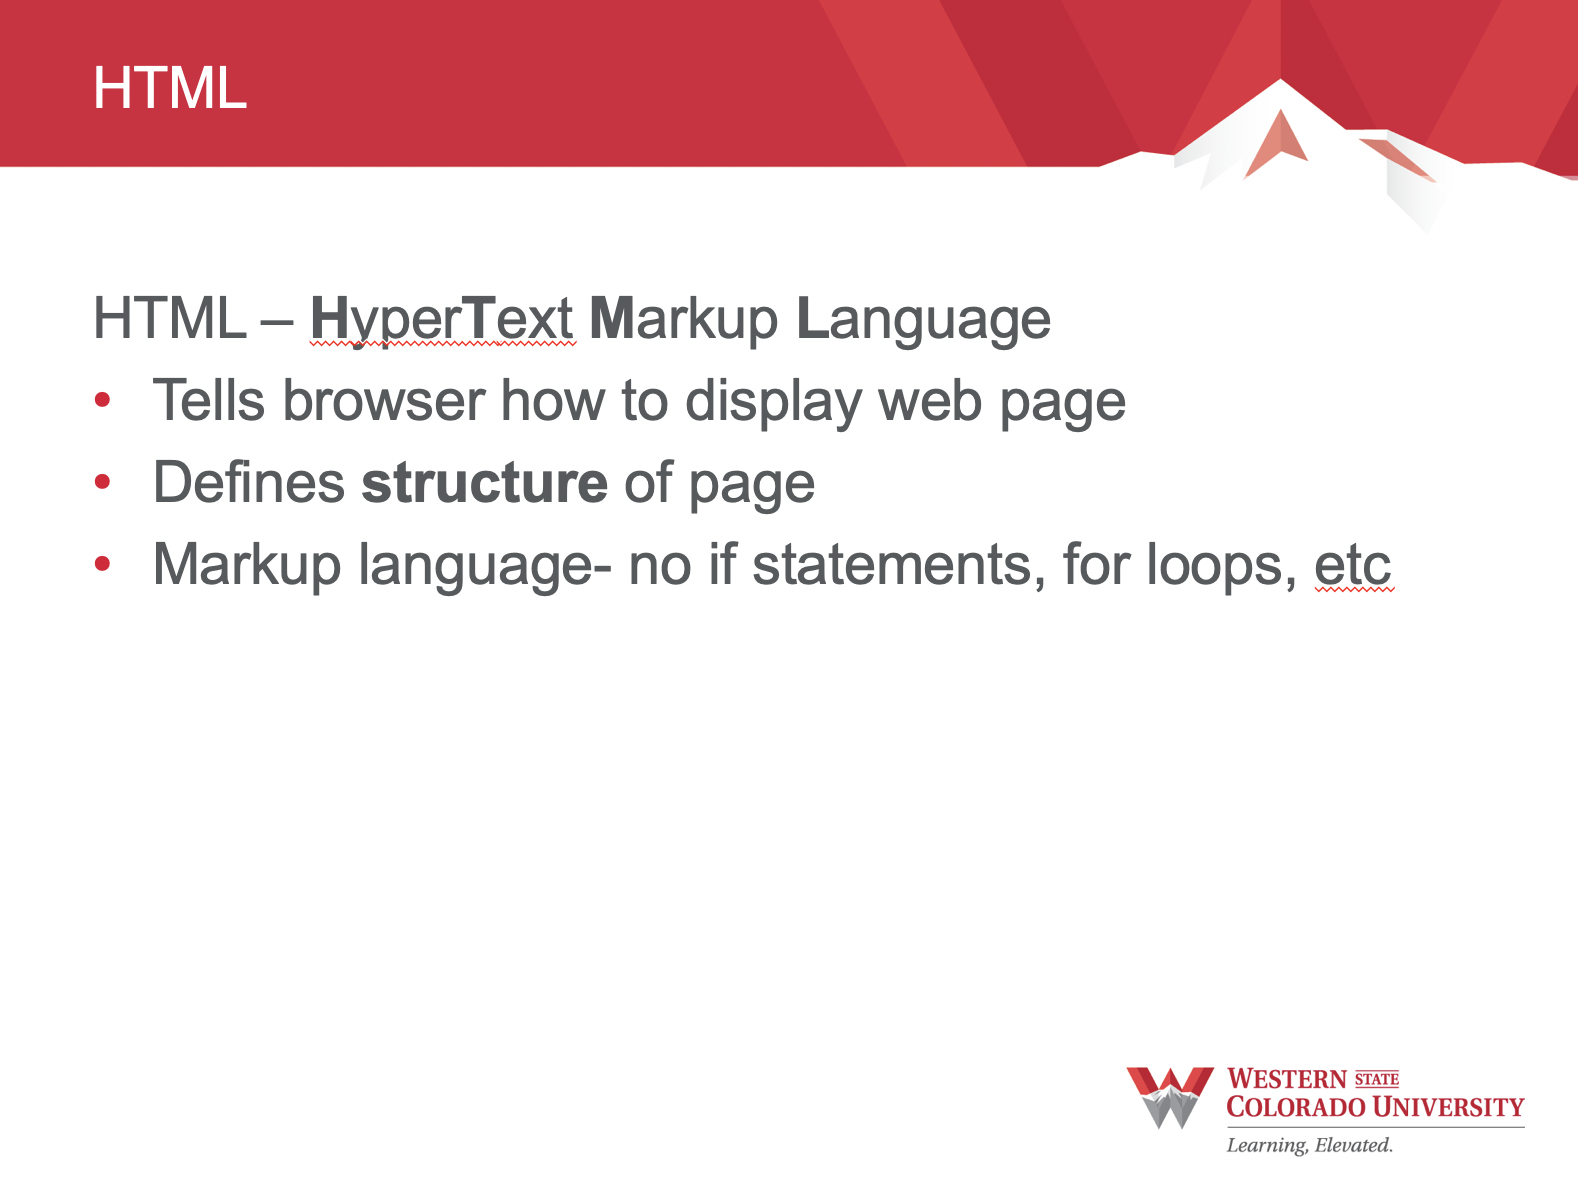 HTML
HTML – HyperText Markup Language
• Tells browser how to display web page
• Defines structure of page
• Markup language- no if statements, for loops, etc
WESTERN STATE
COLORADO UNIVERSITY
Learning, Elevated.